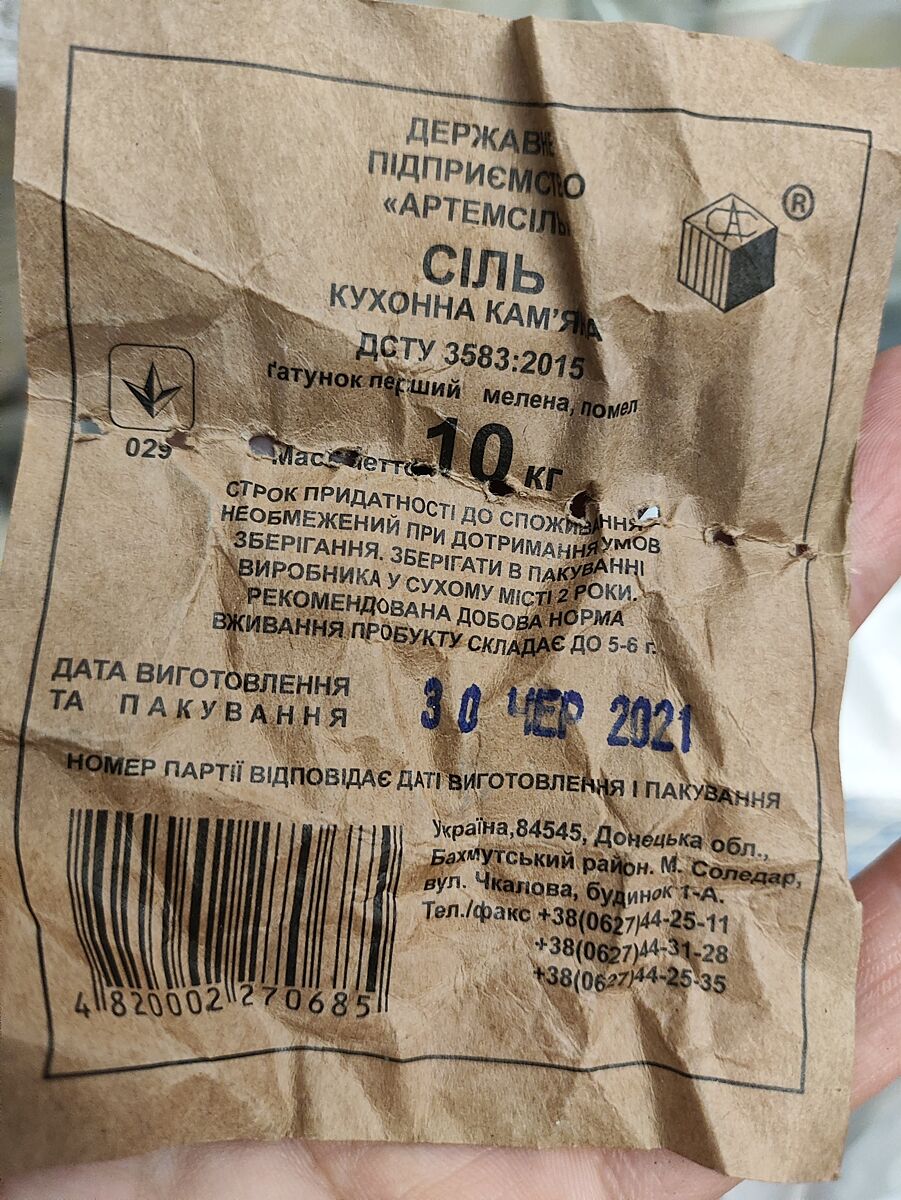 ДЕРЖАВНЕ
ПІДПРИЄМСТВО
«АРТЕМСІЛЬ»
СІЛЬ
КУХОННА КАМ'ЯНА
ДСТУ 3583:2015
ґатунок перший мелена, помел
029
Маса нетто 10 кг
СТРОК ПРИДАТНОСТІ ДО СПОЖИВАННЯ
НЕОБМЕЖЕНИЙ ПРИ ДОТРИМАННЯ УМОВ
ЗБЕРІГАННЯ. ЗБЕРІГАТИ В ПАКУВАННІ
ВИРОБНИКА У СУХОМУ МІСТІ 2 РОКИ.
РЕКОМЕНДОВАНА ДОБОВА НОРМА
ВЖИВАННЯ ПРОБУКТУ СКЛАДАЄ ДО 5-6 г.
ДАТА ВИГОТОВЛЕННЯ
ТА ПАКУВАННЯ
30 ЧЕР 2021
НОМЕР ПАРТІЇ ВІДПОВІДАЄ ДАТІ ВИГОТОВЛЕННЯ І ПАКУВАННЯ
Україна,84545, Донецька обл.,
Бахмутський район. М. Соледар,
вул. Чкалова, будинок 1-А.
Тел./факс +38(0627)44-25-11
+38(0627)44-31-28
+38(0627)44-25-35
4 820002 270685